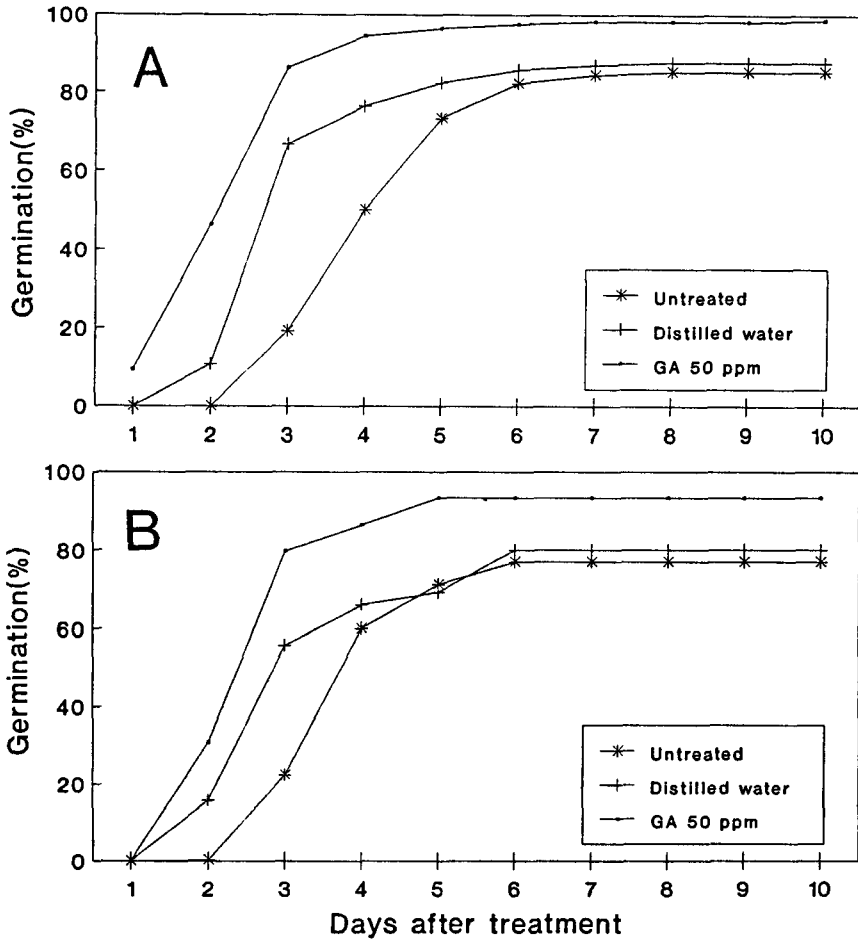 A
Germination(%)
100
80
60
40
20
0
1 2 3 4 5 6 7 8 9 10
Untreated
Distilled water
GA 50 ppm
B
Germination(%)
100
80
60
40
20
0
1 2 3 4 5 6 7 8 9 10
Untreated
Distilled water
GA 50 ppm
Days after treatment